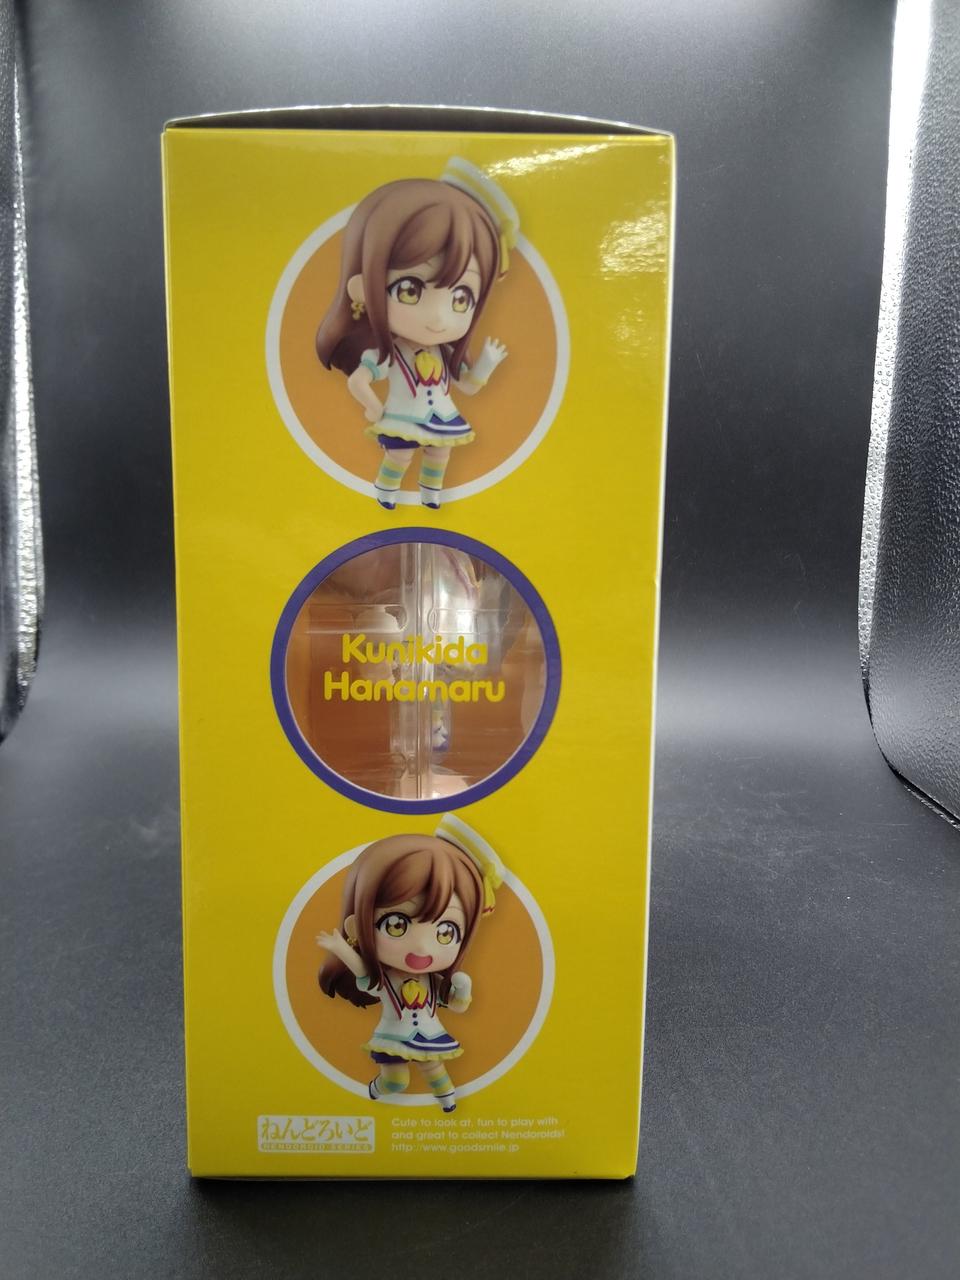 Kunikida
Hanamaru
ねんどろいど
NENDOROID SERIES
Cute to look at, fun to play with
and great to collect Nendoroids!
http://www.goodsmile.jp